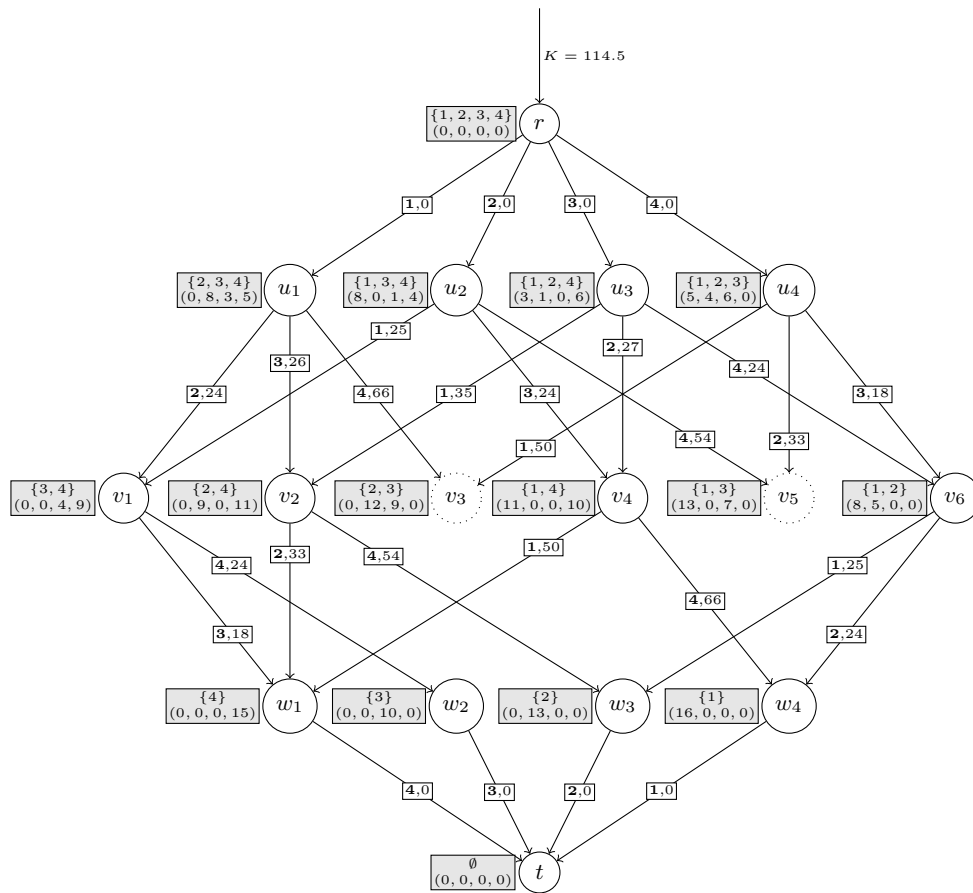 K = 114.5
{1, 2, 3, 4}
(0, 0, 0, 0)
r
1,0
2,0
3,0
4,0
{2, 3, 4}
(0, 8, 3, 5)
u1
{1, 3, 4}
(8, 0, 1, 4)
u2
{1, 2, 4}
(3, 1, 0, 6)
u3
{1, 2, 3}
(5, 4, 6, 0)
u4
1,25
2,27
3,26
4,24
2,24
4,66
1,35
3,24
3,18
4,54
2,33
1,50
{3, 4}
(0, 0, 4, 9)
v1
{2, 4}
(0, 9, 0, 11)
v2
{2, 3}
(0, 12, 9, 0)
v3
{1, 4}
(11, 0, 0, 10)
v4
{1, 3}
(13, 0, 7, 0)
v5
{1, 2}
(8, 5, 0, 0)
v6
1,50
2,33
4,54
4,24
1,25
4,66
3,18
2,24
{4}
(0, 0, 0, 15)
w1
{3}
(0, 0, 10, 0)
w2
{2}
(0, 13, 0, 0)
w3
{1}
(16, 0, 0, 0)
w4
4,0
3,0
2,0
1,0
∅
(0, 0, 0, 0)
t